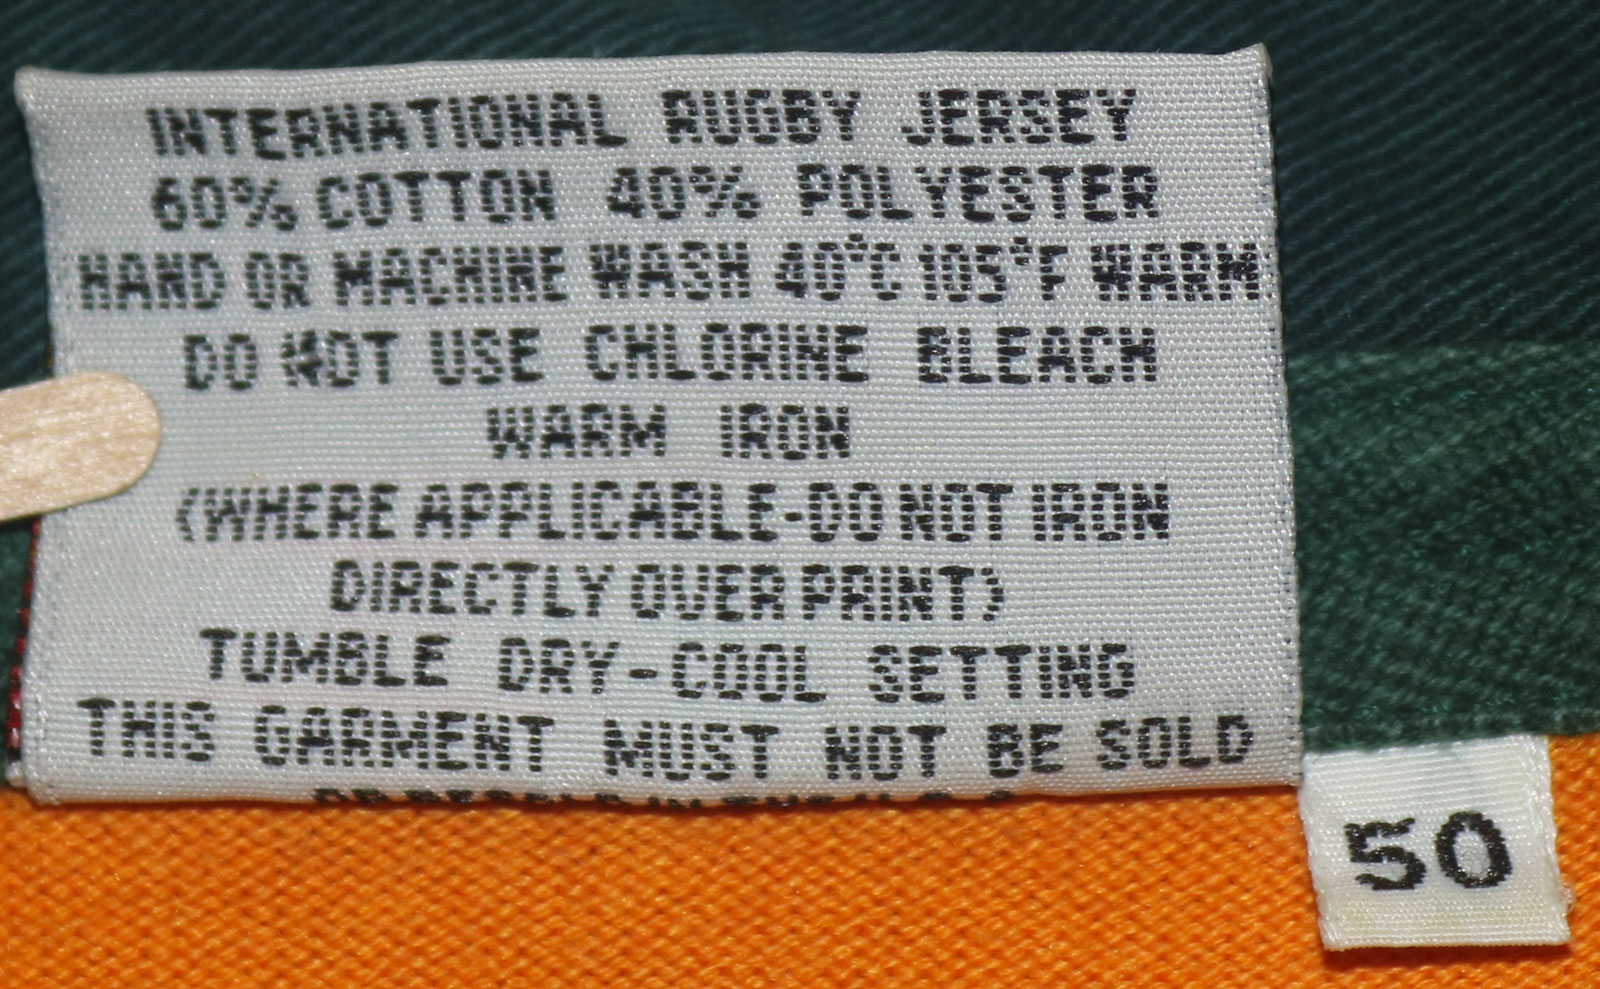 INTERNATIONAL RUGBY JERSEY
60% COTTON 40% POLYESTER
HAND OR MACHINE WASH 40°C 105°F WARM
DO NOT USE CHLORINE BLEACH
WARM IRON
(WHERE APPLICABLE-DO NOT IRON
DIRECTLY OVER PRINT)
TUMBLE DRY-COOL SETTING
THIS GARMENT MUST NOT BE SOLD
50